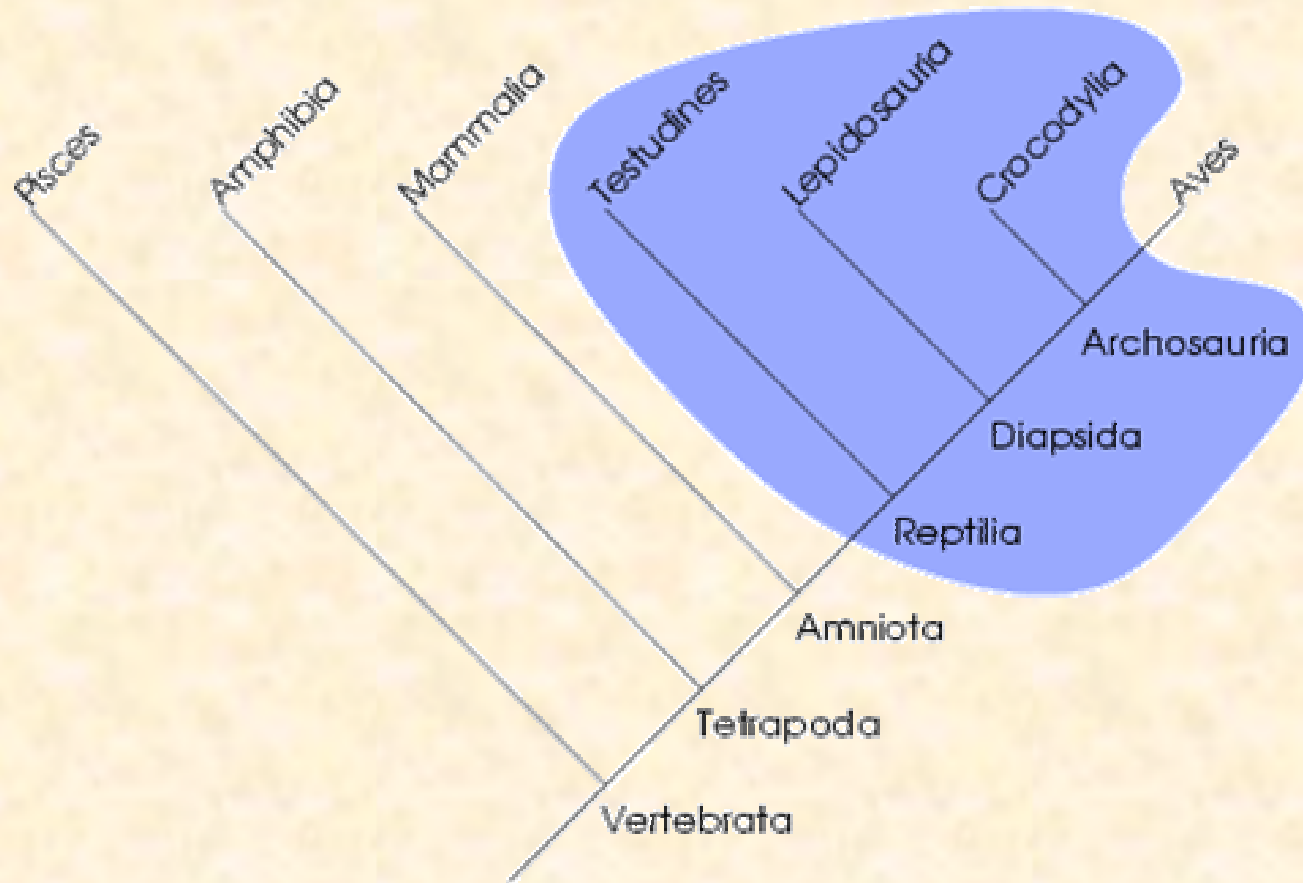 Pisces
Amphibia
Mammalia
Testudines
Lepidosauria
Crocodylia
Aves
Archosauria
Diapsida
Reptilia
Amniota
Tetrapoda
Vertebrata